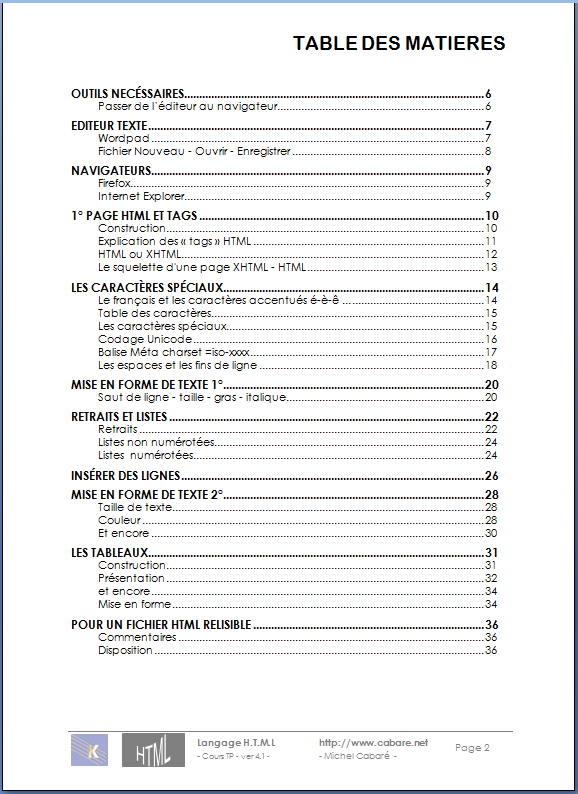 TABLE DES MATIERES
OUTILS NECÉSSAIRES 6
Passer de l'éditeur au navigateur 6
EDITEUR TEXTE 7
Wordpad 7
Fichier Nouveau - Ouvrir - Enregistrer 8
NAVIGATEURS 9
Firefox 9
Internet Explorer 9
1° PAGE HTML ET TAGS 10
Construction 10
Explication des « tags » HTML 11
HTML ou XHTML 12
Le squelette d'une page XHTML - HTML 13
LES CARACTÈRES SPÉCIAUX 14
Le français et les caractères accentués é-è-ê ... 14
Table des caractères 15
Les caractères spéciaux 15
Codage Unicode 16
Balise Méta charset =iso-xxxx 17
Les espaces et les fins de ligne 18
MISE EN FORME DE TEXTE 1° 20
Saut de ligne - taille - gras - italique 20
RETRAITS ET LISTES 22
Retraits 22
Listes non numérotées 24
Listes numérotées 24
INSÉRER DES LIGNES 26
MISE EN FORME DE TEXTE 2° 28
Taille de texte 28
Couleur 28
Et encore 30
LES TABLEAUX 31
Construction 31
Présentation 32
et encore 34
Mise en forme 34
POUR UN FICHIER HTML RELISIBLE 36
Commentaires 36
Disposition 36
K HTML Langage H.T.M.L http://www.cabare.net Page 2
- Cours TP - ver 4.1 - - Michel Cabaré -